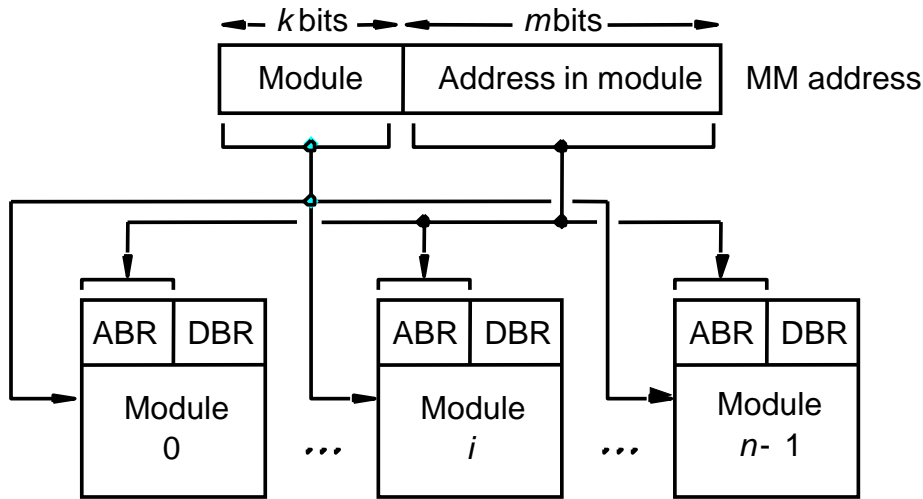 k bits m bits
Module Address in module MM address
ABR DBR ABR DBR ABR DBR
Module Module Module
0 ... i ... n- 1